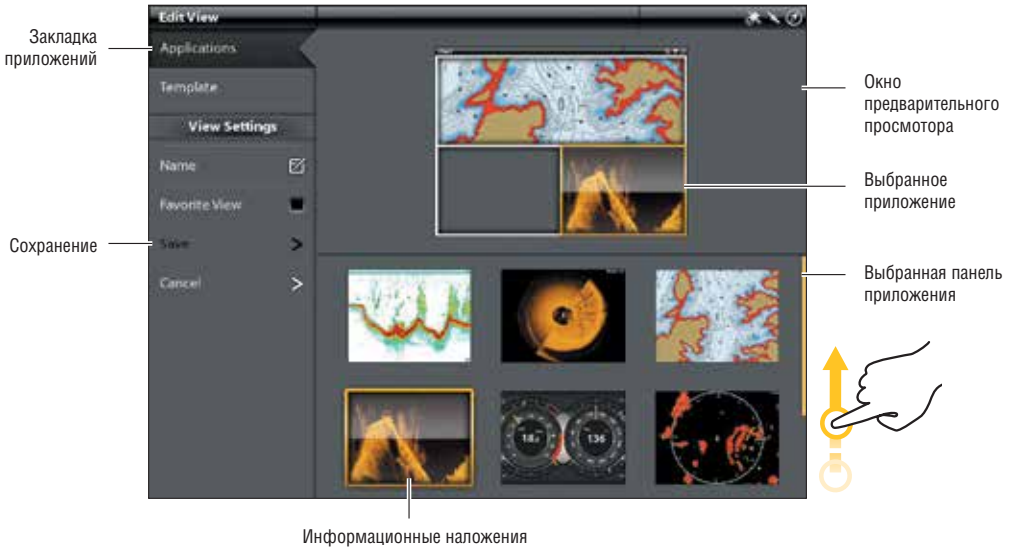 Edit View
Закладка
приложений
Applications
Template
View Settings
Name
Favorite View
Сохранение
Save
Cancel
Окно
предварительного
просмотра
Выбранное
приложение
Выбранная панель
приложения
18.
136
Информационные наложения